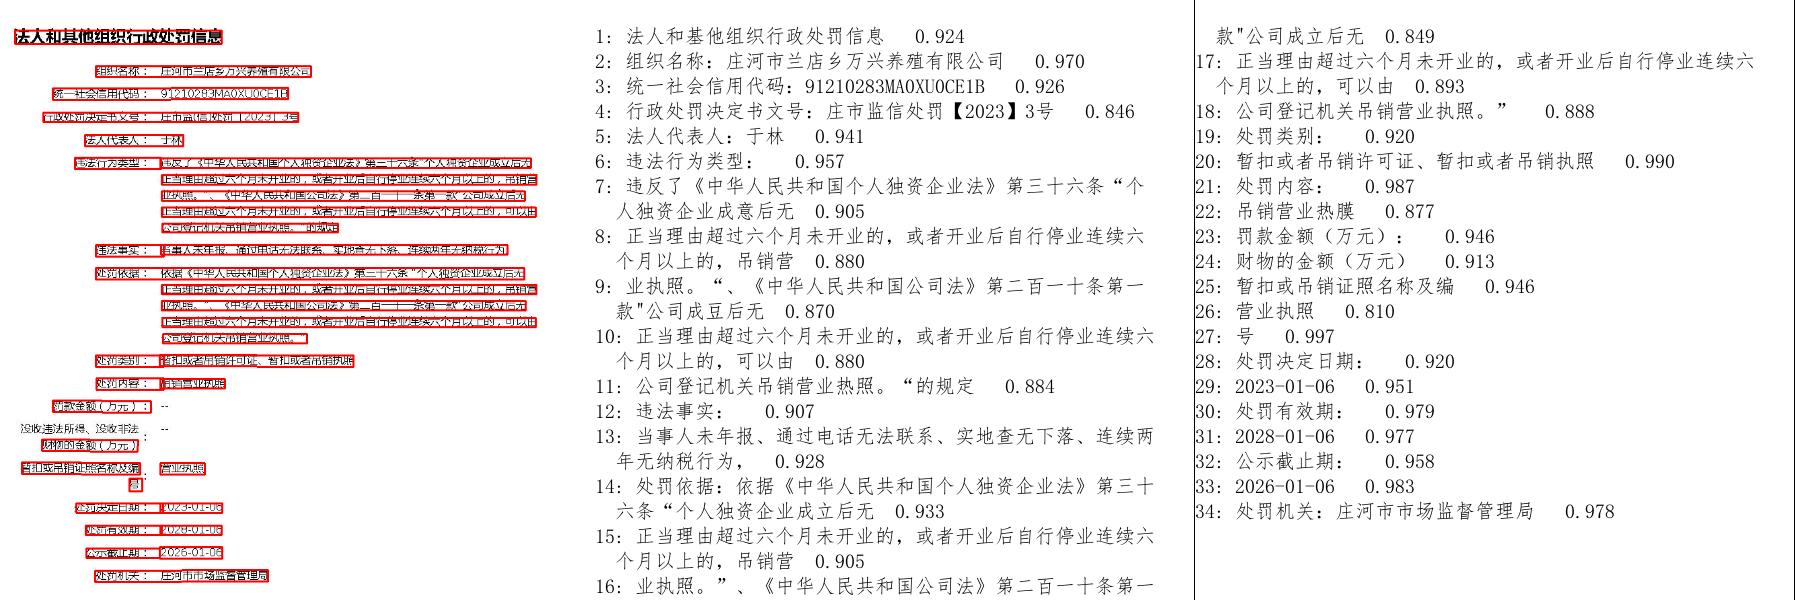 法人和其他组织行政处罚信息
组织名称： 庄河市兰店乡万兴养殖有限公司
统一社会信用代码： 91210283MA0XU0CE1B
行政处罚决定书文号： 庄市监信处罚【2023】3号
法人代表人： 于林
违法行为类型： 违反了《中华人民共和国个人独资企业法》第三十六条“个人独资企业成立后无
正当理由超过六个月未开业的，或者开业后自行停业连续六个月以上的，吊销营
业执照。”、《中华人民共和国公司法》第二百一十一条第一款“公司成立后无
正当理由超过六个月未开业的，或者开业后自行停业连续六个月以上的，可以由
公司登记机关吊销营业执照。”的规定
违法事实： 当事人未年报、通过电话无法联系、实地查无下落、连续两年无纳税行为，
处罚依据： 依据《中华人民共和国个人独资企业法》第三十六条“个人独资企业成立后无
正当理由超过六个月未开业的，或者开业后自行停业连续六个月以上的，吊销营
业执照。”、《中华人民共和国公司法》第二百一十一条第一款“公司成立后无
正当理由超过六个月未开业的，或者开业后自行停业连续六个月以上的，可以由
公司登记机关吊销营业执照。”
处罚类别： 暂扣或者吊销许可证、暂扣或者吊销执照
处罚内容： 吊销营业执照
罚款金额（万元）： --
没收违法所得、没收非法
财物的金额（万元）： --
暂扣或吊销证照名称及编
号： 营业执照
处罚决定日期： 2023-01-06
处罚有效期： 2028-01-06
公示截止期： 2026-01-06
处罚机关： 庄河市市场监督管理局
1: 法人和基他组织行政处罚信息 0.924
2: 组织名称：庄河市兰店乡万兴养殖有限公司 0.970
3: 统一社会信用代码：91210283MA0XU0CE1B 0.926
4: 行政处罚决定书文号：庄市监信处罚【2023】3号 0.846
5: 法人代表人：于林 0.941
6: 违法行为类型： 0.957
7: 违反了《中华人民共和国个人独资企业法》第三十六条“个
人独资企业成意后无 0.905
8: 正当理由超过六个月未开业的，或者开业后自行停业连续六
个月以上的，吊销营 0.880
9: 业执照。“、《中华人民共和国公司法》第二百一十条第一
款"公司成豆后无 0.870
10: 正当理由超过六个月未开业的，或者开业后自行停业连续六
个月以上的，可以由 0.880
11: 公司登记机关吊销营业热照。“的规定 0.884
12: 违法事实： 0.907
13: 当事人未年报、通过电话无法联系、实地查无下落、连续两
年无纳税行为， 0.928
14: 处罚依据：依据《中华人民共和国个人独资企业法》第三十
六条“个人独资企业成立后无 0.933
15: 正当理由超过六个月未开业的，或者开业后自行停业连续六
个月以上的，吊销营 0.905
16: 业执照。”、《中华人民共和国公司法》第二百一十条第一
款"公司成立后无 0.849
17: 正当理由超过六个月未开业的，或者开业后自行停业连续六
个月以上的，可以由 0.893
18: 公司登记机关吊销营业执照。” 0.888
19: 处罚类别： 0.920
20: 暂扣或者吊销许可证、暂扣或者吊销执照 0.990
21: 处罚内容： 0.987
22: 吊销营业热膜 0.877
23: 罚款金额（万元）： 0.946
24: 财物的金额（万元） 0.913
25: 暂扣或吊销证照名称及编 0.946
26: 营业执照 0.810
27: 号 0.997
28: 处罚决定日期： 0.920
29: 2023-01-06 0.951
30: 处罚有效期： 0.979
31: 2028-01-06 0.977
32: 公示截止期： 0.958
33: 2026-01-06 0.983
34: 处罚机关：庄河市市场监督管理局 0.978